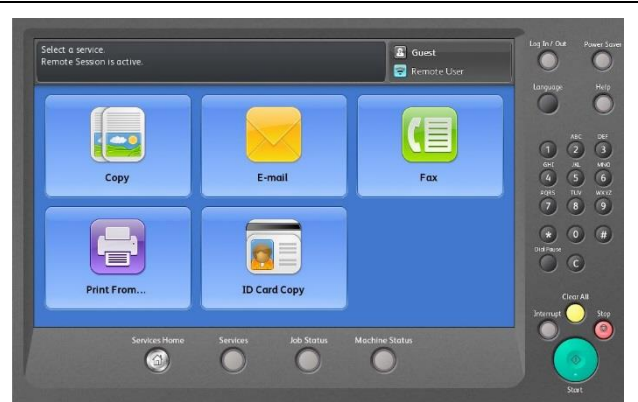 Select a service.
Remote Session is active.
Guest
Remote User
Copy
E-mail
Fax
Print From...
ID Card Copy
Services Home
Services
Job Status
Machine Status
Log In / Out
Power Saver
Language
Help
ABC
DEF
1
2
3
GHI
JKL
MNO
4
5
6
PQRS
TUV
WXYZ
7
8
9
*
0
#
Dial Pause
C
Clear All
Interrupt
Stop
Start